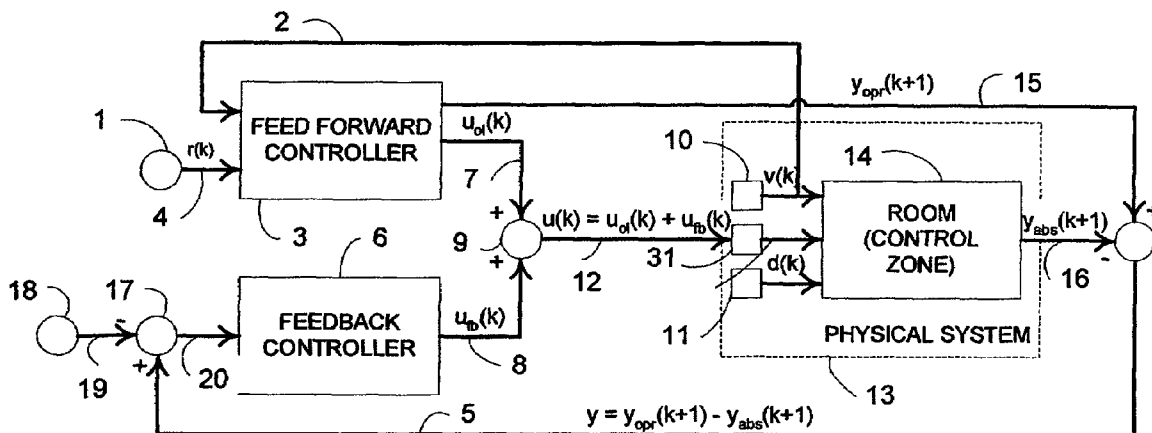 2
15
y_opr(k+1)
1
r(k)
4
FEED FORWARD
CONTROLLER
3
u_ol(k)
7
10
v(k)
14
ROOM
(CONTROL
ZONE)
y_abs(k+1)
+
-
16
+
9
+
u(k) = u_ol(k) + u_fb(k)
12
31
d(k)
11
PHYSICAL SYSTEM
13
6
FEEDBACK
CONTROLLER
u_fb(k)
8
18
17
-
+
19
20
5
y = y_opr(k+1) - y_abs(k+1)